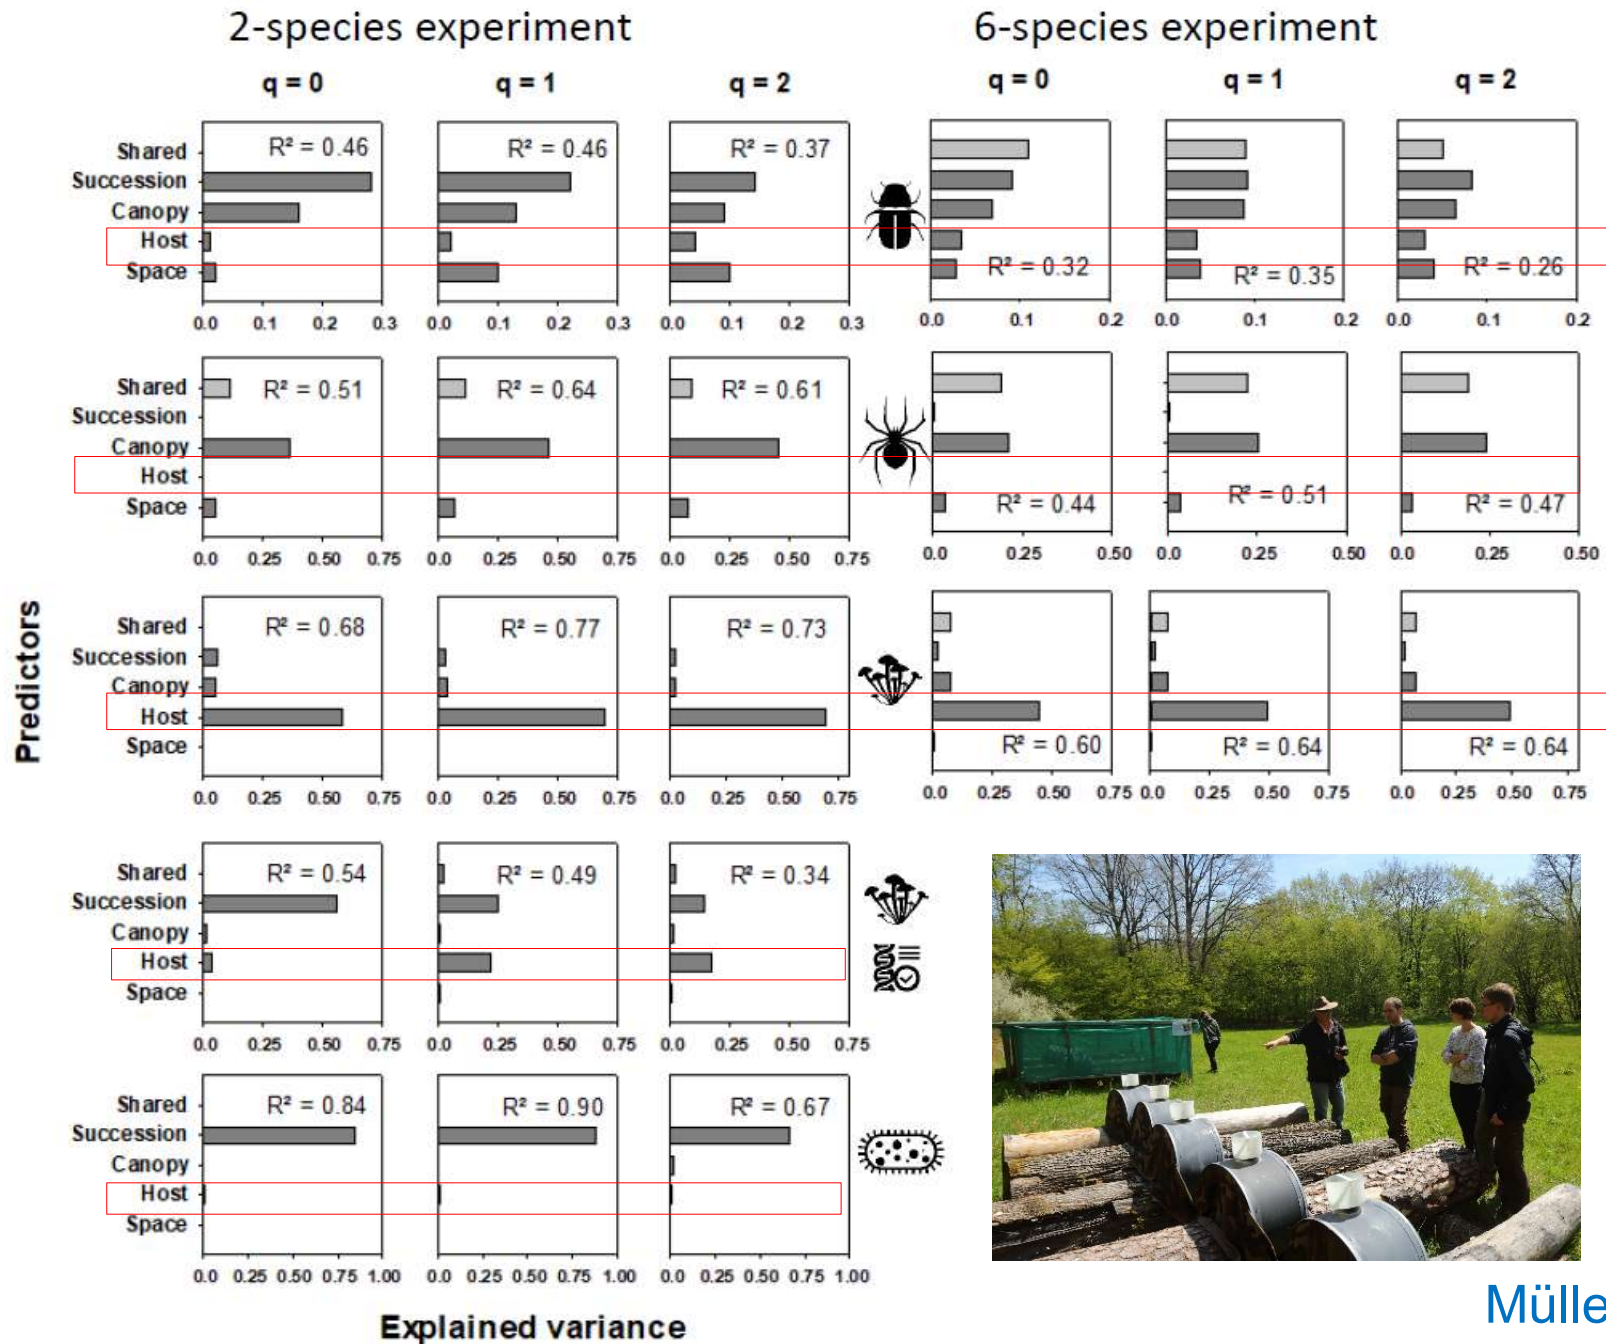 2-species experiment 6-species experiment
q = 0 q = 1 q = 2 q = 0 q = 1 q = 2
Shared R² = 0.46 R² = 0.46 R² = 0.37
Succession
Canopy
Host
Space R² = 0.32 R² = 0.35 R² = 0.26
0.0 0.1 0.2 0.3 0.0 0.1 0.2 0.3 0.0 0.1 0.2 0.3 0.0 0.1 0.2 0.0 0.1 0.2 0.0 0.1 0.2
Shared R² = 0.51 R² = 0.64 R² = 0.61
Succession
Canopy
Host
Space R² = 0.44 R² = 0.51 R² = 0.47
0.0 0.25 0.50 0.75 0.0 0.25 0.50 0.75 0.0 0.25 0.50 0.75 0.0 0.25 0.50 0.0 0.25 0.50 0.0 0.25 0.50
Predictors
Shared R² = 0.68 R² = 0.77 R² = 0.73
Succession
Canopy
Host
Space R² = 0.60 R² = 0.64 R² = 0.64
0.0 0.25 0.50 0.75 0.0 0.25 0.50 0.75 0.0 0.25 0.50 0.75 0.0 0.25 0.50 0.75 0.0 0.25 0.50 0.75 0.0 0.25 0.50 0.75
Shared R² = 0.54 R² = 0.49 R² = 0.34
Succession
Canopy
Host
Space
0.0 0.25 0.50 0.75 0.0 0.25 0.50 0.75 0.0 0.25 0.50 0.75
Shared R² = 0.84 R² = 0.90 R² = 0.67
Succession
Canopy
Host
Space
0.0 0.25 0.50 0.75 1.00 0.0 0.25 0.50 0.75 1.00 0.0 0.25 0.50 0.75 1.00
Explained variance
Mülle